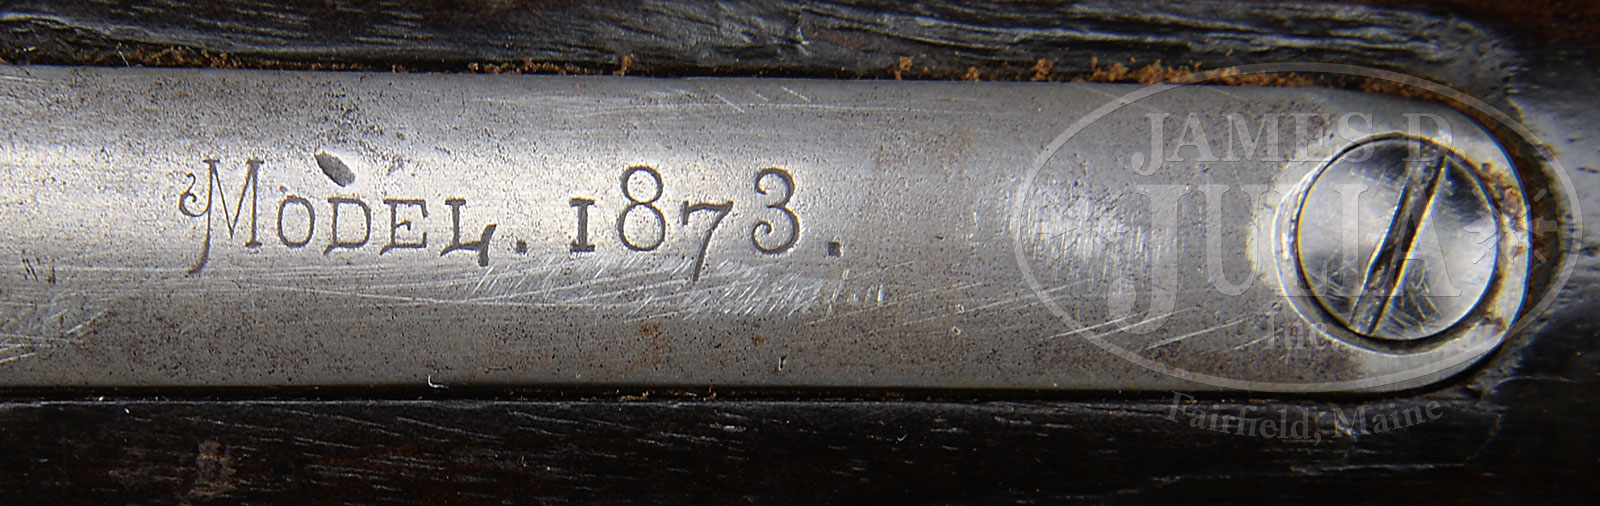 MODEL. 1873.
JAMES D.
JULIA
Inc.
Fairfield, Maine